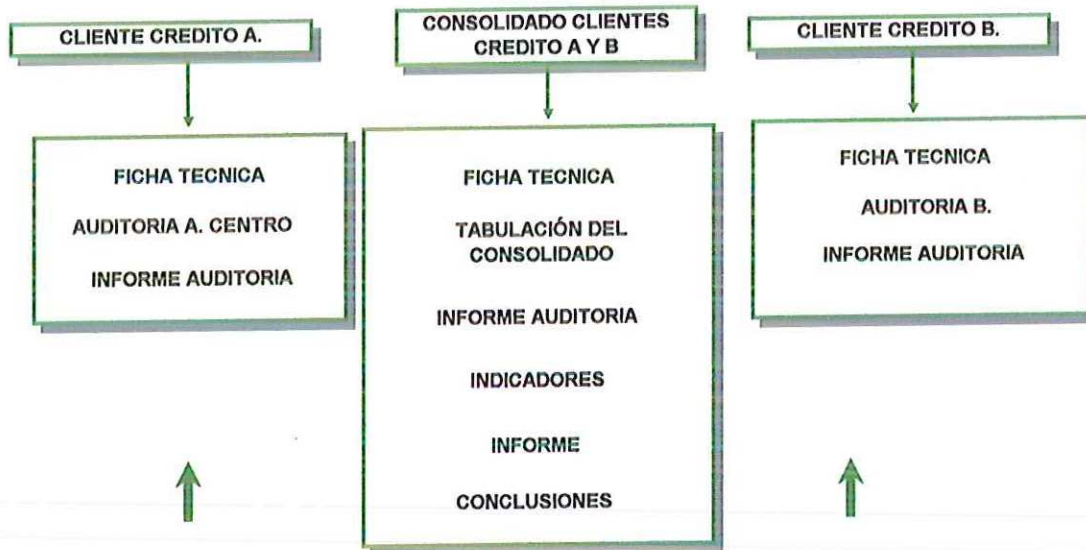 CLIENTE CREDITO A.
FICHA TECNICA
AUDITORIA A. CENTRO
INFORME AUDITORIA
CONSOLIDADO CLIENTES
CREDITO A Y B
FICHA TECNICA
TABULACIÓN DEL
CONSOLIDADO
INFORME AUDITORIA
INDICADORES
INFORME
CONCLUSIONES
CLIENTE CREDITO B.
FICHA TECNICA
AUDITORIA B.
INFORME AUDITORIA